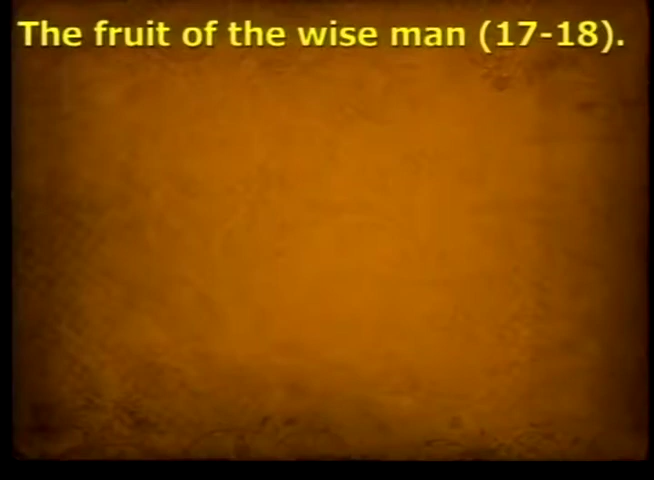 The fruit of the wise man (17-18).